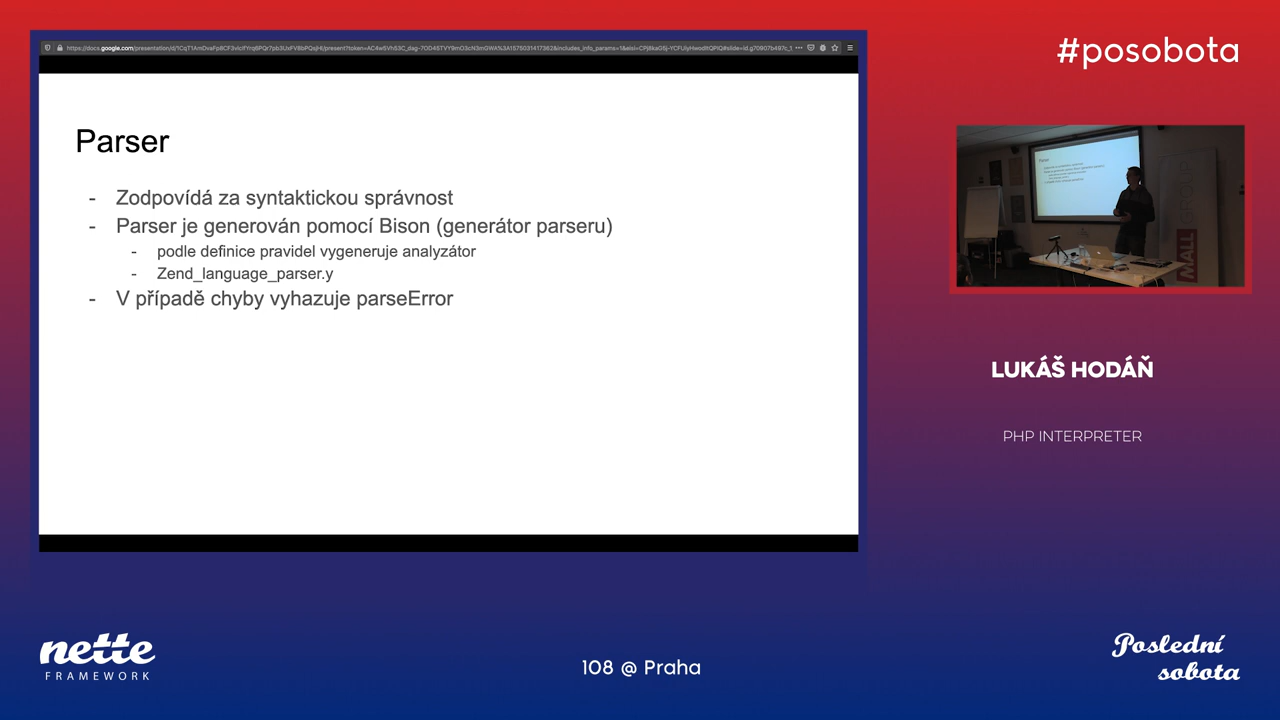 #posobota
Parser
- Zodpovídá za syntaktickou správnost
- Parser je generován pomocí Bison (generátor parseru)
- podle definice pravidel vygeneruje analyzátor
- Zend_language_parser.y
- V případě chyby vyhazuje parseError
MALL
LUKÁŠ HODÁŇ
PHP INTERPRETER
nette
FRAMEWORK
108 @ Praha
Poslední
sobota